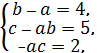 b – a = 4,
c – ab = 5,
-ac = 2,